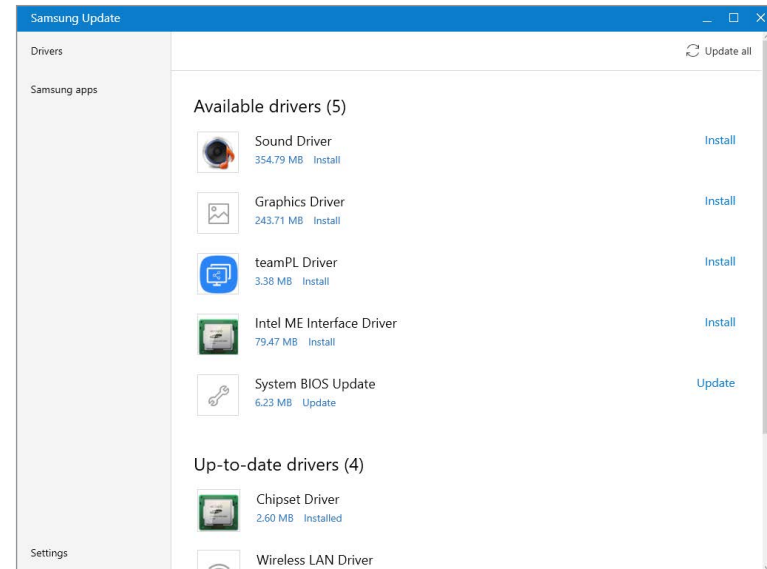 Samsung Update
Drivers
Update all
Samsung apps
Available drivers (5)
Sound Driver
354.79 MB Install
Install
Graphics Driver
243.71 MB Install
Install
teamPL Driver
3.38 MB Install
Install
Intel ME Interface Driver
79.47 MB Install
Install
System BIOS Update
6.23 MB Update
Update
Up-to-date drivers (4)
Chipset Driver
2.60 MB Installed
Wireless LAN Driver
Settings